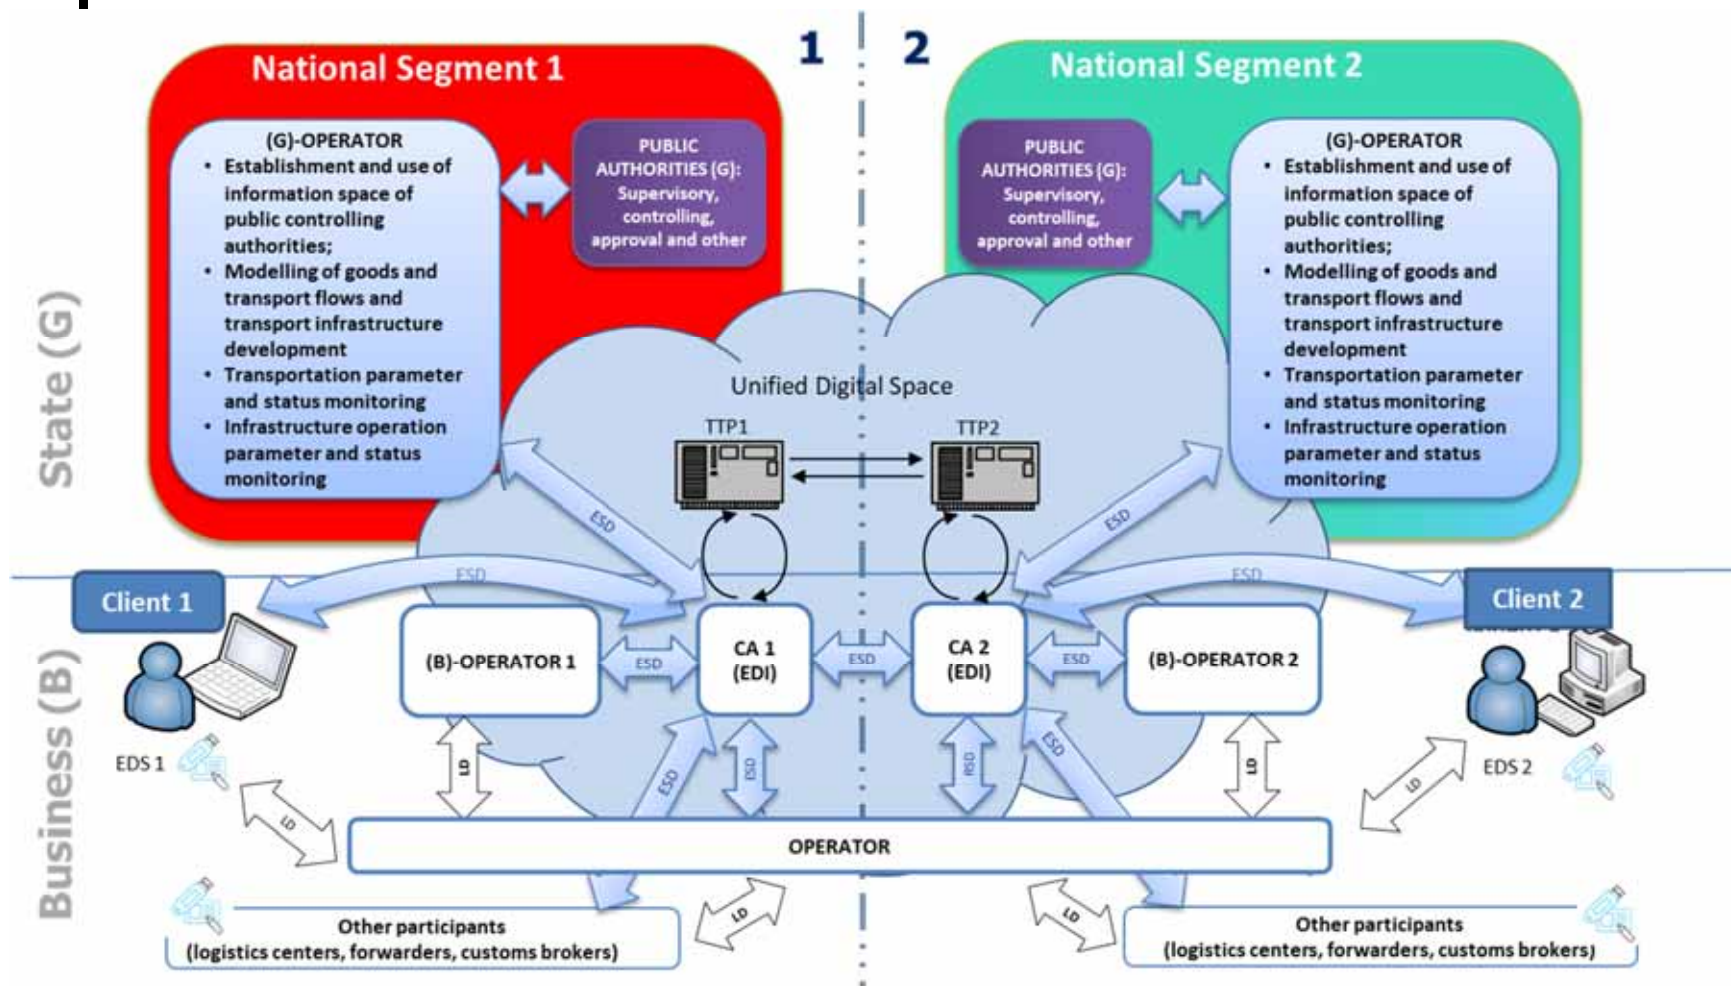 1
2
National Segment 1
(G)-OPERATOR
• Establishment and use of
information space of
public controlling
authorities;
• Modelling of goods and
transport flows and
transport infrastructure
development
• Transportation parameter
and status monitoring
• Infrastructure operation
parameter and status
monitoring
PUBLIC
AUTHORITIES (G):
Supervisory,
controlling,
approval and other
National Segment 2
PUBLIC
AUTHORITIES (G):
Supervisory,
controlling,
approval and other
(G)-OPERATOR
• Establishment and use of
information space of
public controlling
authorities;
• Modelling of goods and
transport flows and
transport infrastructure
development
• Transportation parameter
and status monitoring
• Infrastructure operation
parameter and status
monitoring
State (G)
Unified Digital Space
TTP1
TTP2
ESD
ESD
ESD
ESD
Client 1
Client 2
(B)-OPERATOR 1
ESD
CA 1
(EDI)
ESD
CA 2
(EDI)
ESD
(B)-OPERATOR 2
Business (B)
EDS 1
EDS 2
LD
ESD
ESD
RSD
ESD
LD
LD
LD
OPERATOR
LD
LD
Other participants
(logistics centers, forwarders, customs brokers)
Other participants
(logistics centers, forwarders, customs brokers)